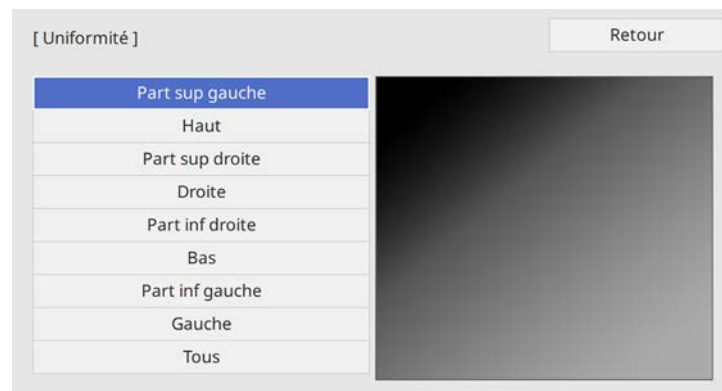 [ Uniformité ]
Retour
Part sup gauche
Haut
Part sup droite
Droite
Part inf droite
Bas
Part inf gauche
Gauche
Tous